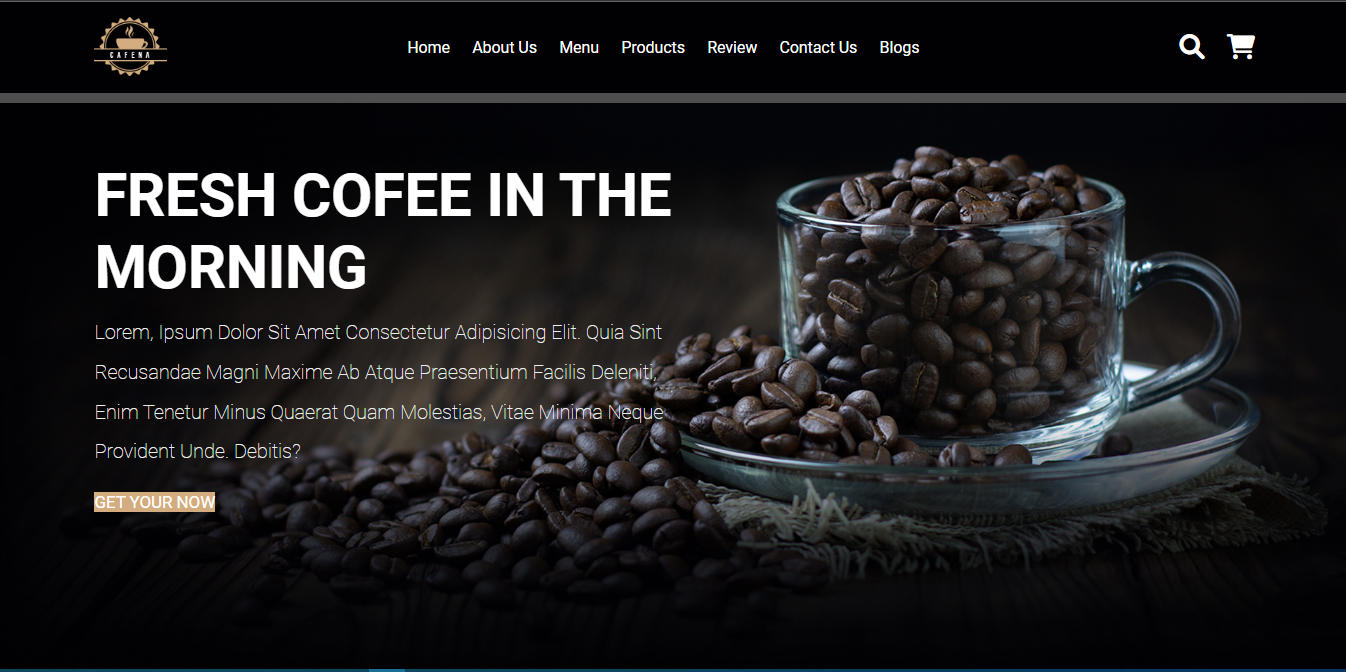 CAFENA
Home About Us Menu Products Review Contact Us Blogs
FRESH COFEE IN THE
MORNING
Lorem, Ipsum Dolor Sit Amet Consectetur Adipisicing Elit. Quia Sint
Recusandae Magni Maxime Ab Atque Praesentium Facilis Deleniti,
Enim Tenetur Minus Quaerat Quam Molestias, Vitae Minima Neque
Provident Unde. Debitis?
GET YOUR NOW